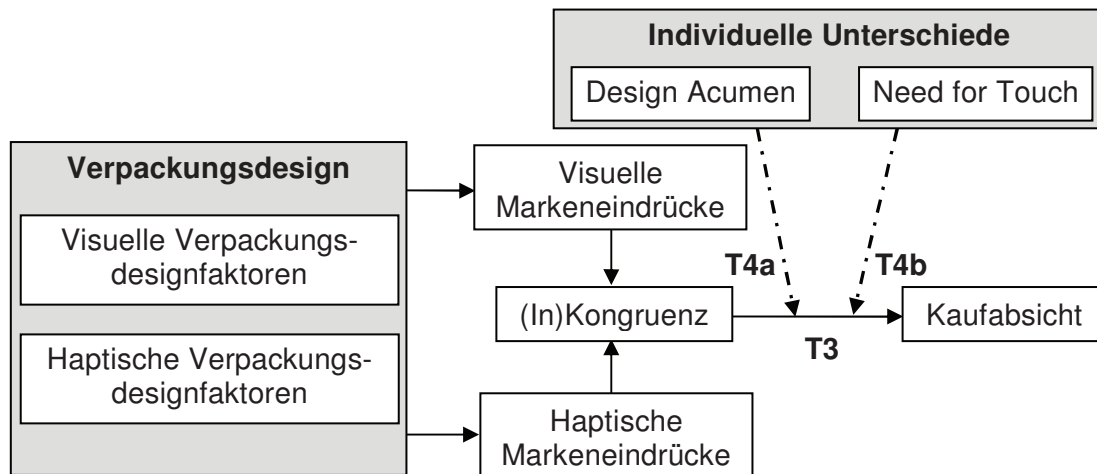 Individuelle Unterschiede
Design Acumen
Need for Touch
Verpackungsdesign
Visuelle Verpackungs-
designfaktoren
Haptische Verpackungs-
designfaktoren
Visuelle
Markeneindrücke
(In)Kongruenz
Haptische
Markeneindrücke
T4a
T4b
T3
Kaufabsicht